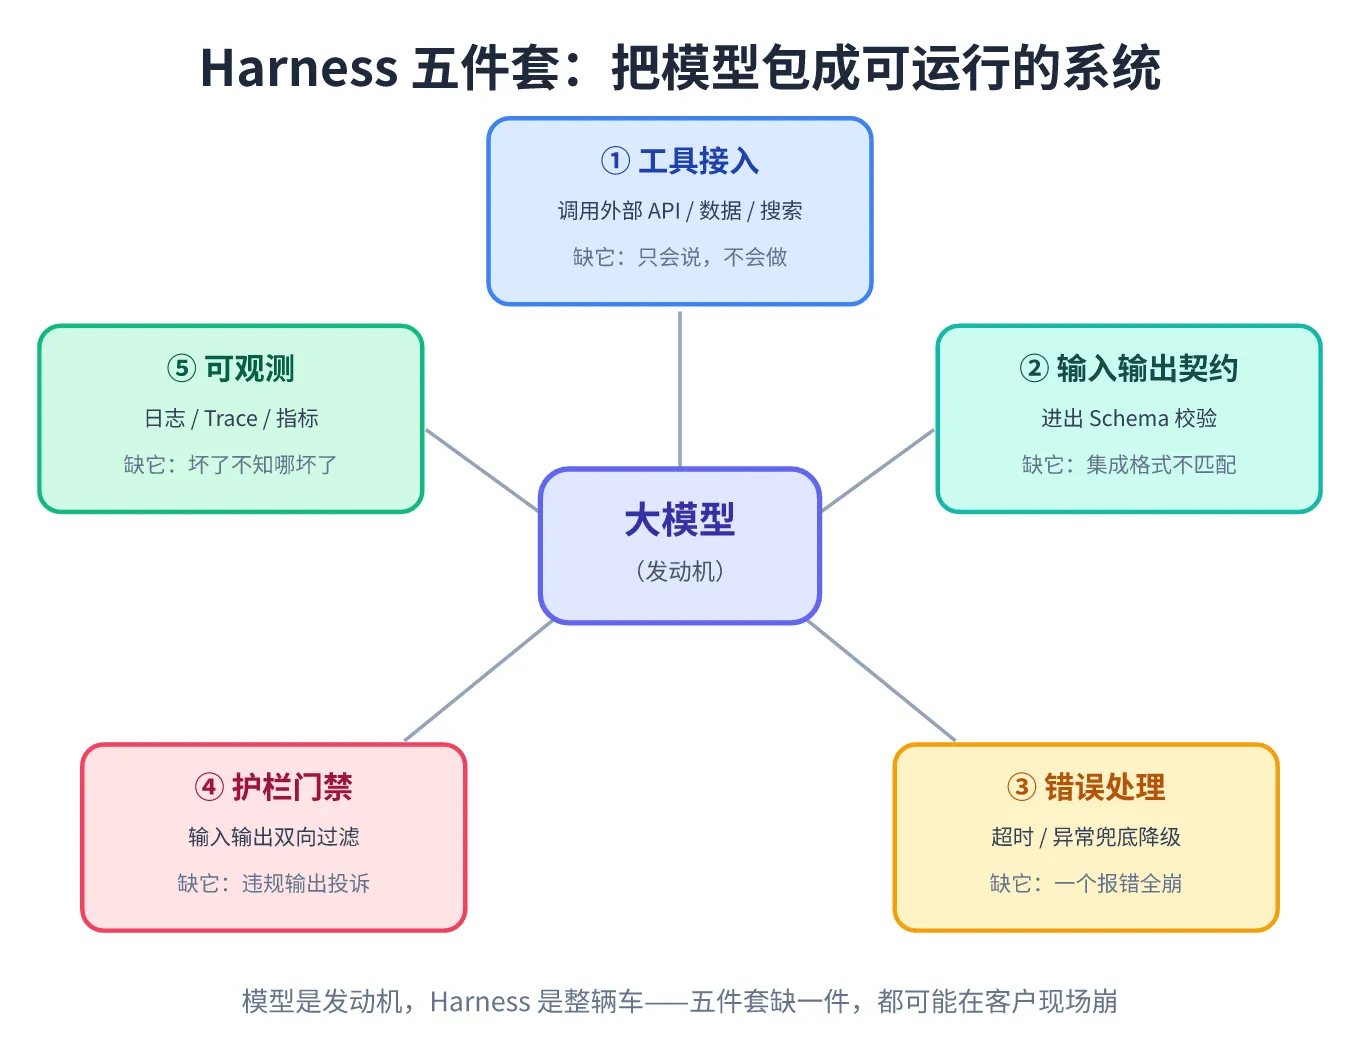 Harness 五件套：把模型包成可运行的系统
① 工具接入
调用外部 API / 数据 / 搜索
缺它：只会说，不会做
⑤ 可观测
日志 / Trace / 指标
缺它：坏了不知哪坏了
② 输入输出契约
进出 Schema 校验
缺它：集成格式不匹配
大模型
（发动机）
④ 护栏门禁
输入输出双向过滤
缺它：违规输出投诉
③ 错误处理
超时 / 异常兜底降级
缺它：一个报错全崩
模型是发动机，Harness 是整辆车——五件套缺一件，都可能在客户现场崩